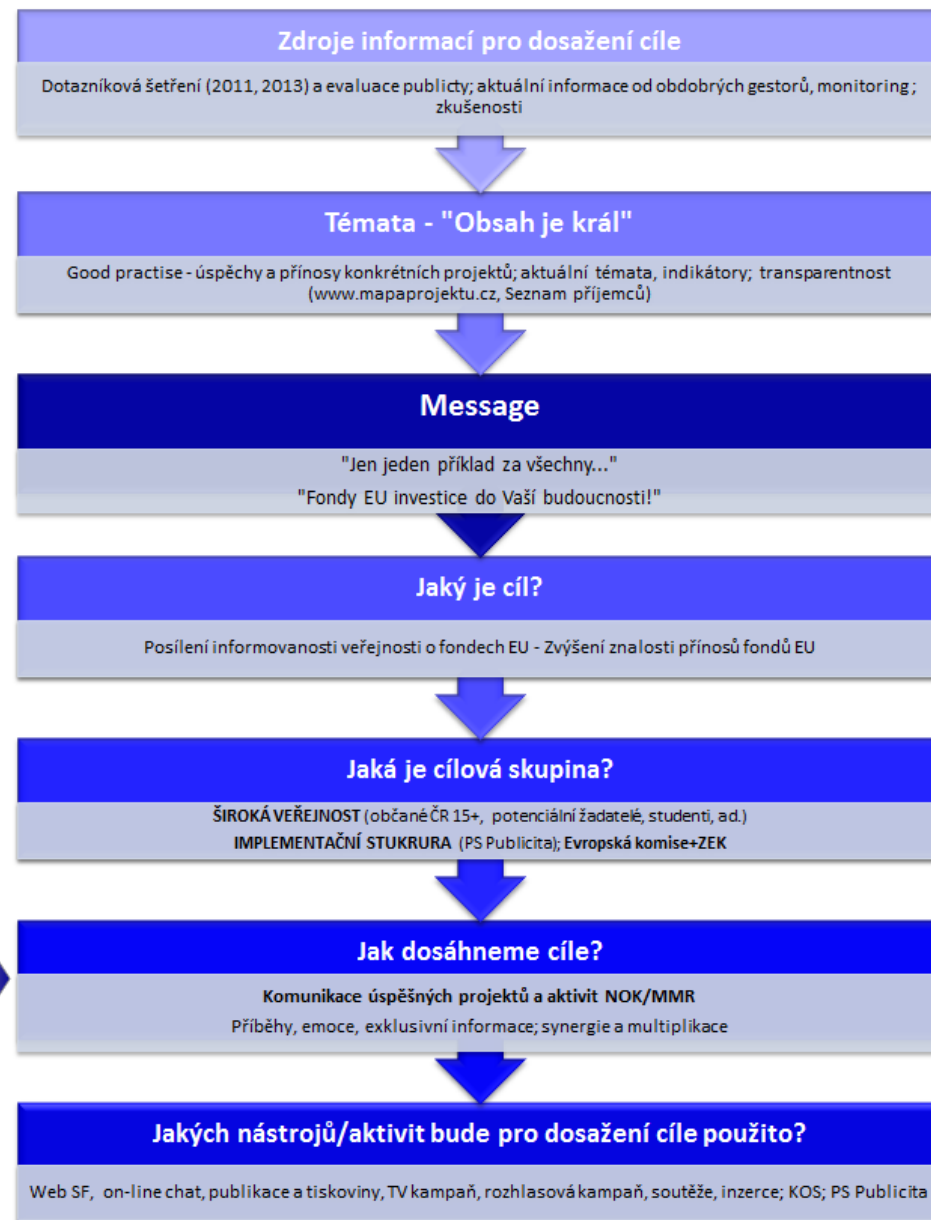 Zdroje informací pro dosažení cíle
Dotazníková šetření (2011, 2013) a evaluace publicty; aktuální informace od obdobných gestorů, monitoring ;
zkušenosti
Témata - "Obsah je král"
Good practise - úspěchy a přínosy konkrétních projektů; aktuální témata, indikátory; transparentnost
(www.mapaprojektu.cz, Seznam příjemců)
Message
"Jen jeden příklad za všechny..."
"Fondy EU investice do Vaší budoucnosti!"
Jaký je cíl?
Posílení informovanosti veřejnosti o fondech EU - Zvýšení znalosti přínosů fondů EU
Jaká je cílová skupina?
ŠIROKÁ VEŘEJNOST (občané ČR 15+, potenciální žadatelé, studenti, ad.)
IMPLEMENTAČNÍ STUKRURA (PS Publicita); Evropská komise+ZEK
Jak dosáhneme cíle?
Komunikace úspěšných projektů a aktivit NOK/MMR
Příběhy, emoce, exklusivní informace; synergie a multiplikace
Jakých nástrojů/aktivit bude pro dosažení cíle použito?
Web SF, on-line chat, publikace a tiskoviny, TV kampaň, rozhlasová kampaň, soutěže, inzerce; KOS; PS Publicita